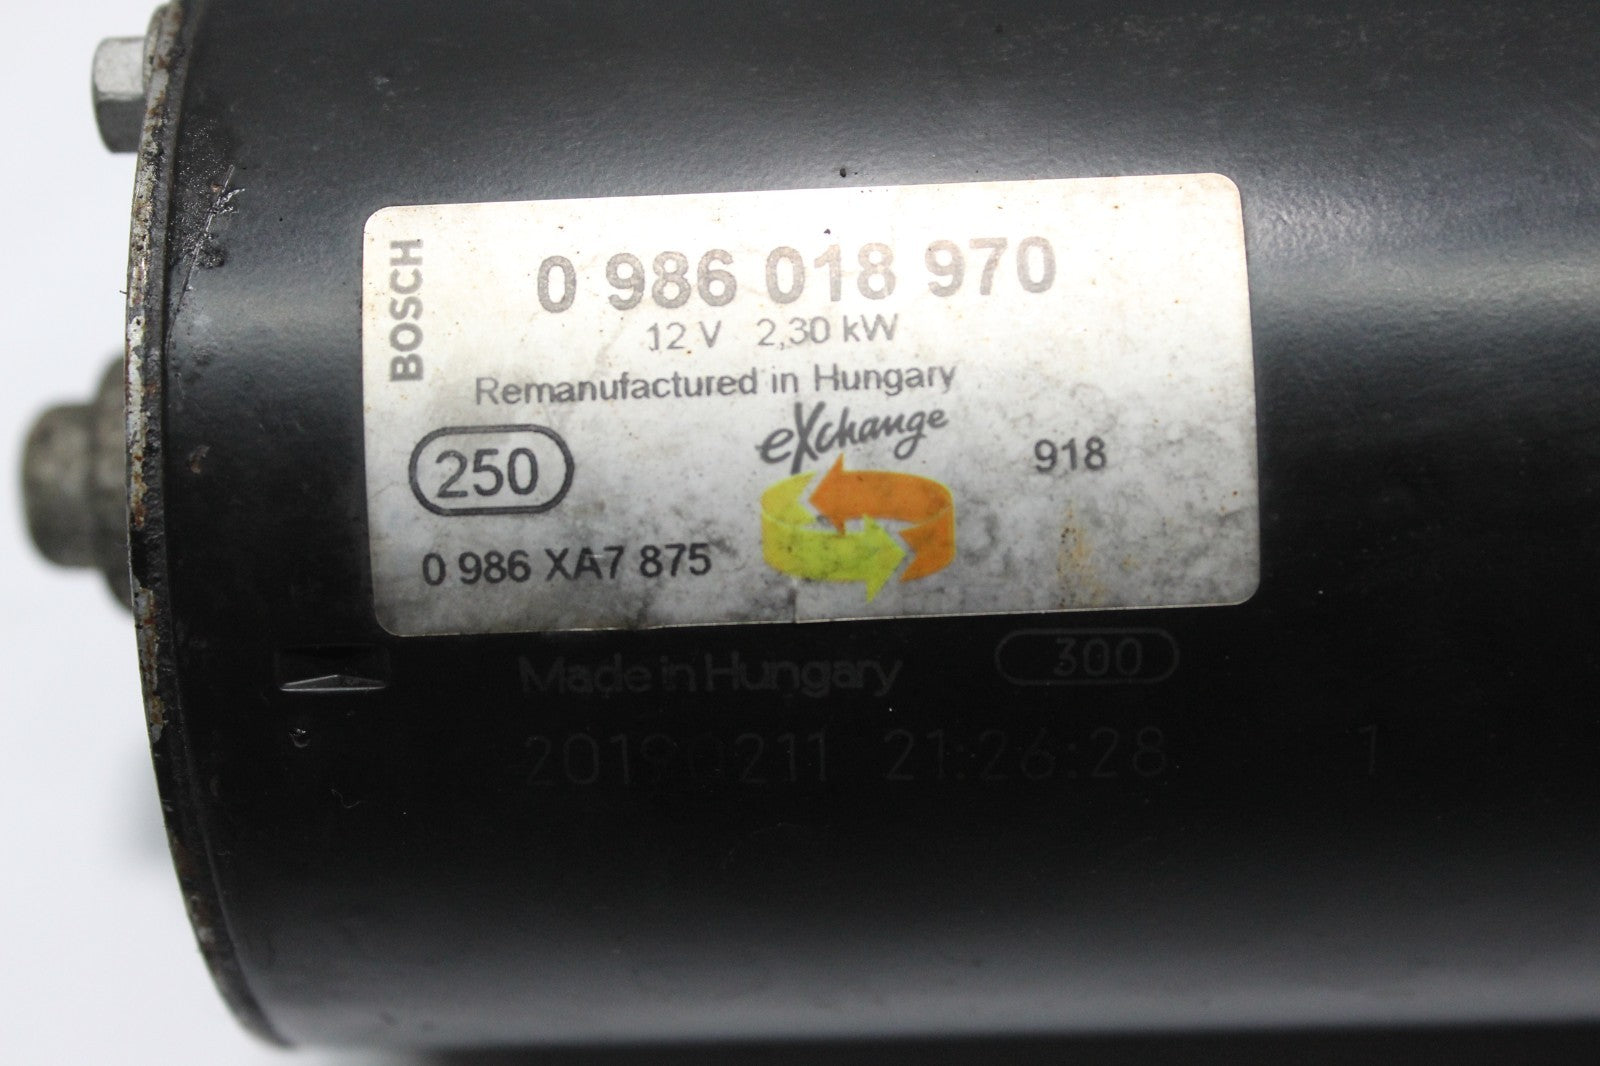 BOSCH
0 986 018 970
12 V 2,30 kW
Remanufactured in Hungary
eXchange
250
918
0 986 XA7 875
Made in Hungary 300
20190211 21:26:28 1